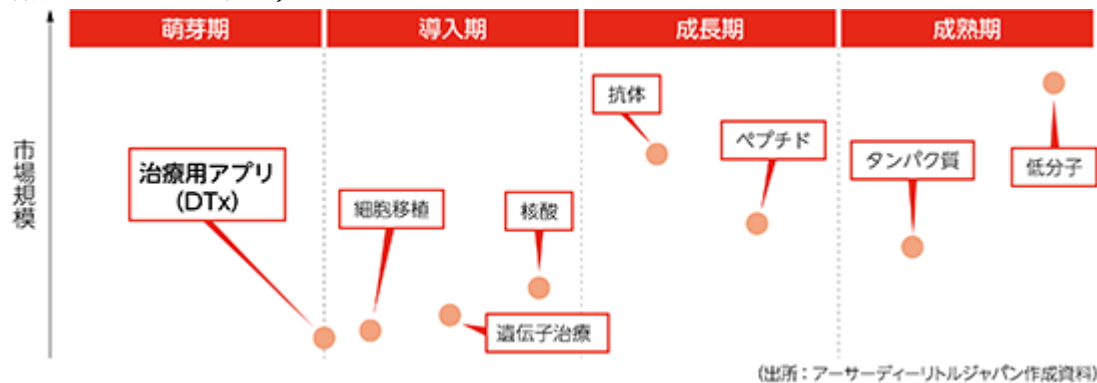 萌芽期
導入期
成長期
成熟期
市場規模
治療用アプリ
(DTx)
細胞移植
遺伝子治療
核酸
抗体
ペプチド
タンパク質
低分子
(出所：アーサーディーリトルジャパン作成資料)